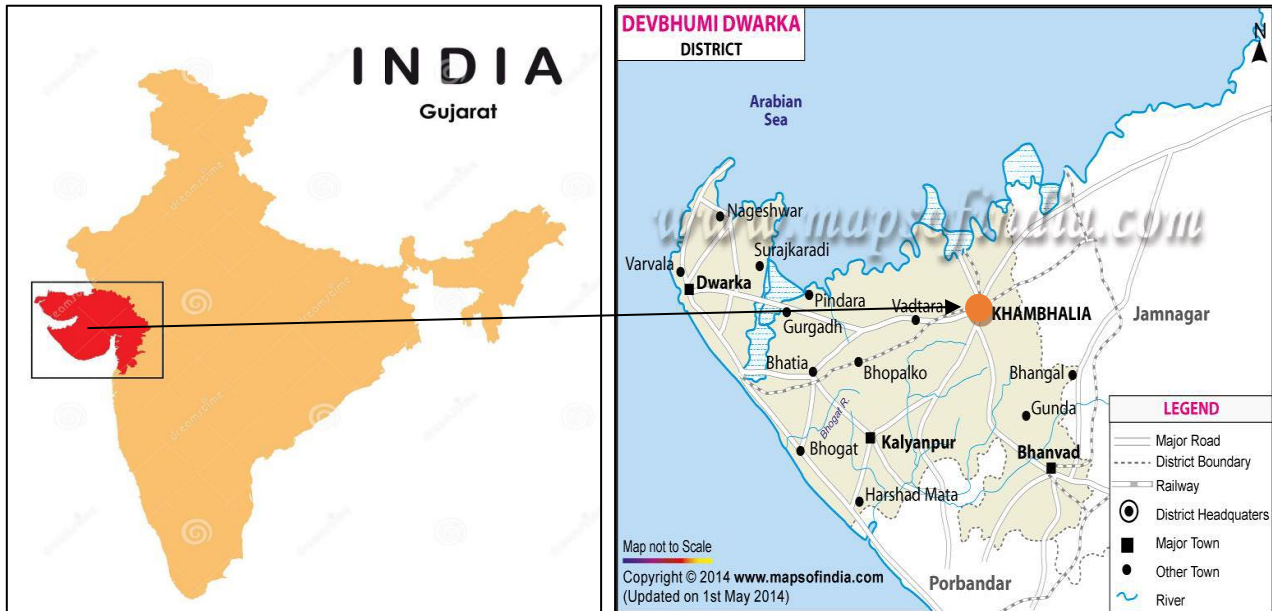 INDIA
Gujarat
dreamstime
DEVBHUMI DWARKA
DISTRICT
N
Arabian
Sea
www.mapsofindia.com
Nageshwar
Surajkaradi
Varvala
Dwarka
Pindara
Vadtara
KHAMBHALIA
Jamnagar
Gurgadh
Bhatia
Bhopalko
Bhangal
Gunda
Bhogat R.
Kalyanpur
Bhogat
Bhanvad
Harshad Mata
Porbandar
LEGEND
Major Road
District Boundary
Railway
District Headquaters
Major Town
Other Town
River
Map not to Scale
Copyright © 2014 www.mapsofindia.com
(Updated on 1st May 2014)